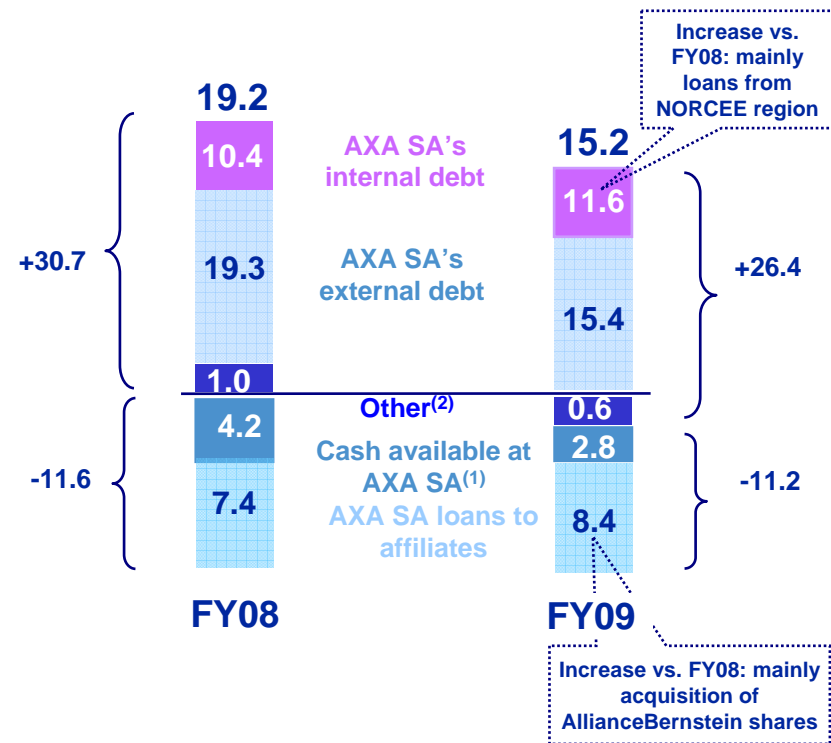 Increase vs.
FY08: mainly
loans from
NORCEE region
19.2
15.2
10.4
AXA SA's
internal debt
11.6
+30.7
19.3
AXA SA's
external debt
15.4
+26.4
1.0
Other(2)
0.6
4.2
Cash available at
AXA SA(1)
2.8
-11.6
-11.2
7.4
AXA SA loans to
affiliates
8.4
FY08
FY09
Increase vs. FY08: mainly
acquisition of
AllianceBernstein shares